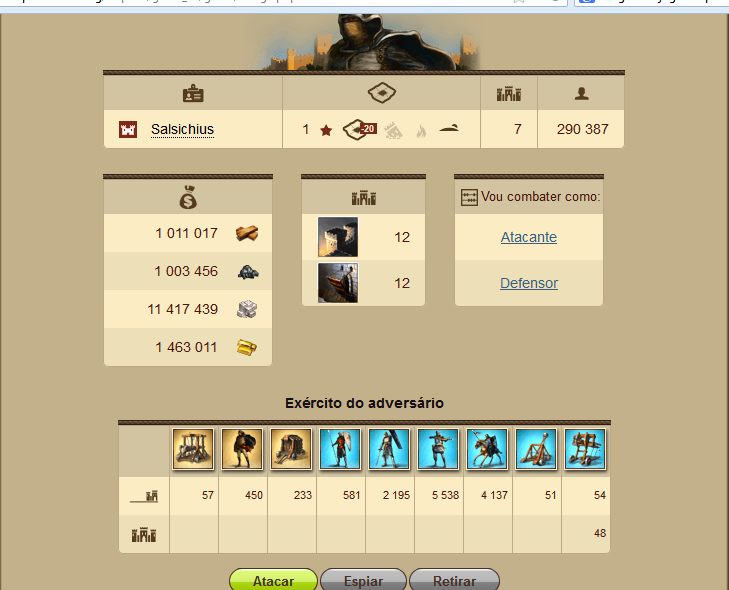 Salsichius 1 -20 7 290 387
Vou combater como:
1 011 017 12 Atacante
1 003 456 12 Defensor
11 417 439
1 463 011
Exército do adversário
57 450 233 581 2 195 5 538 4 137 51 54
48
Atacar Espiar Retirar